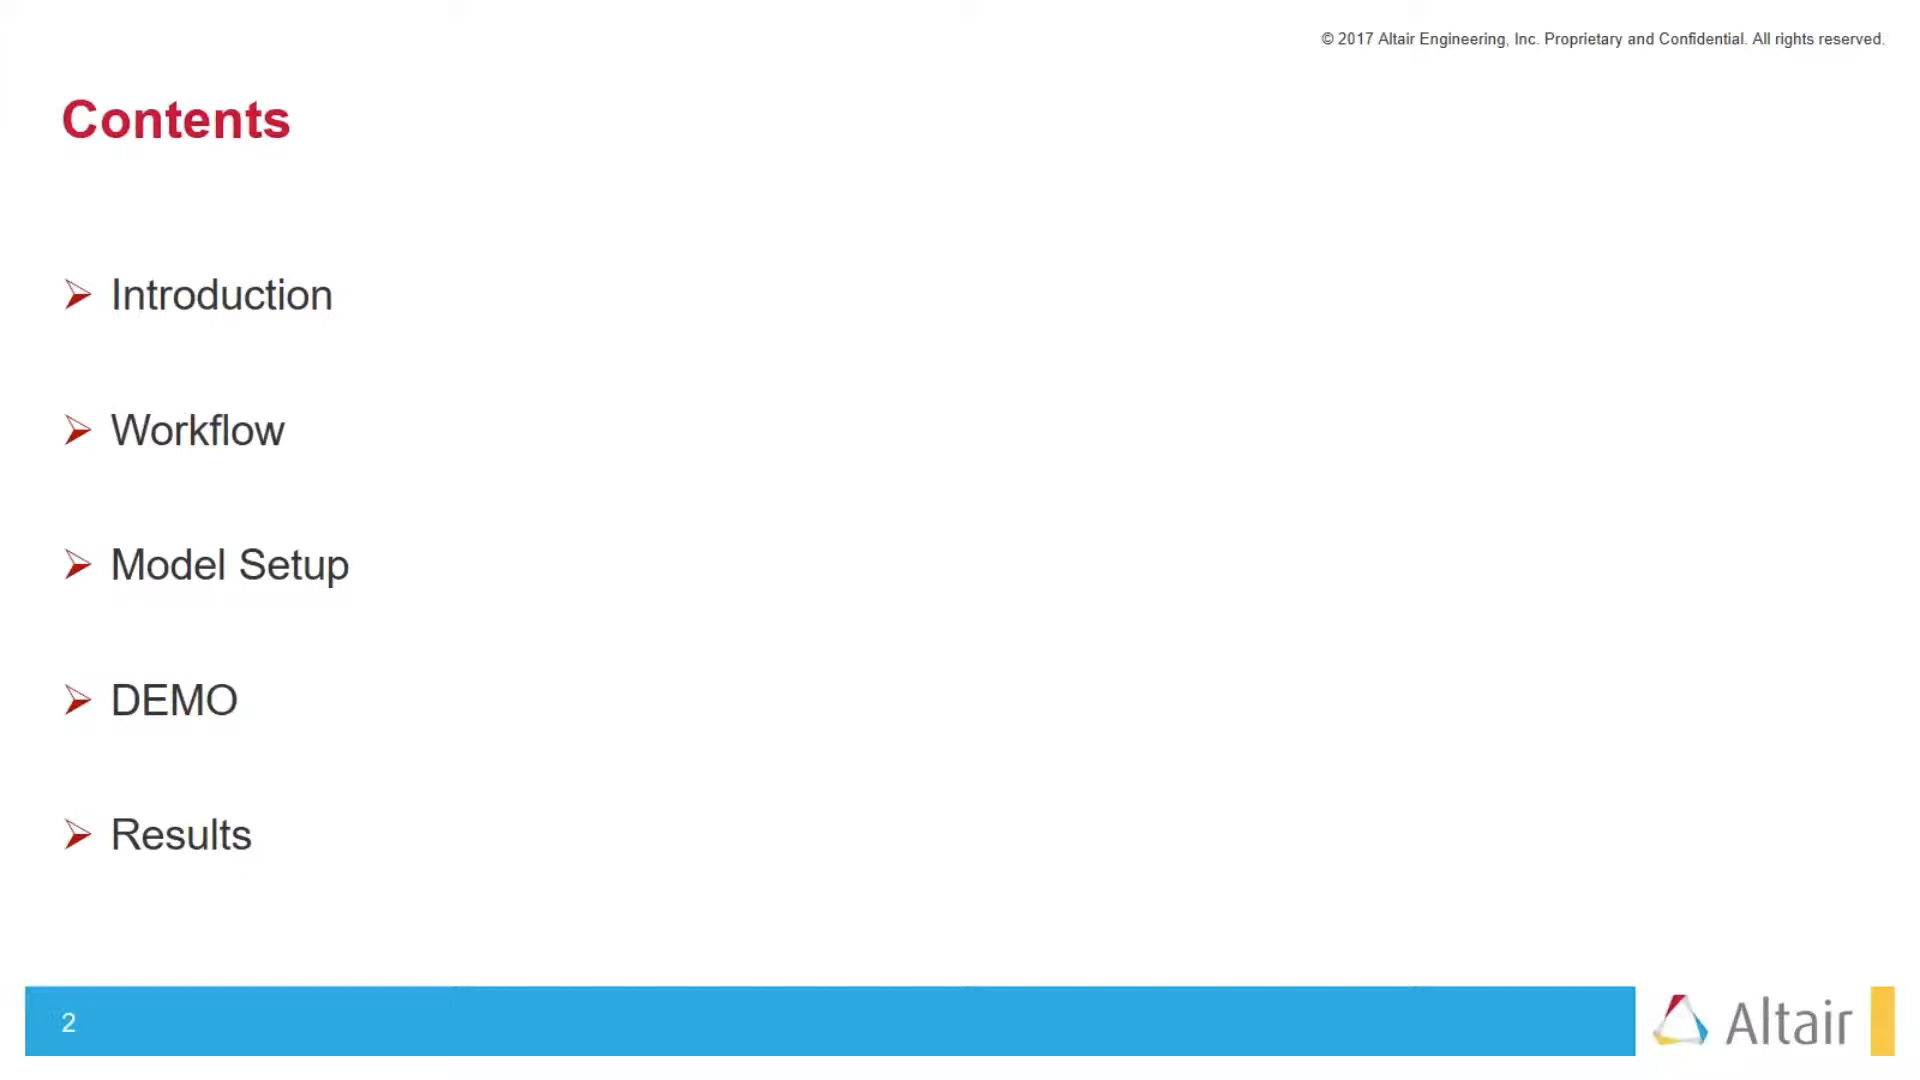 © 2017 Altair Engineering, Inc. Proprietary and Confidential. All rights reserved.
Contents
Introduction
Workflow
Model Setup
DEMO
Results
2
Altair